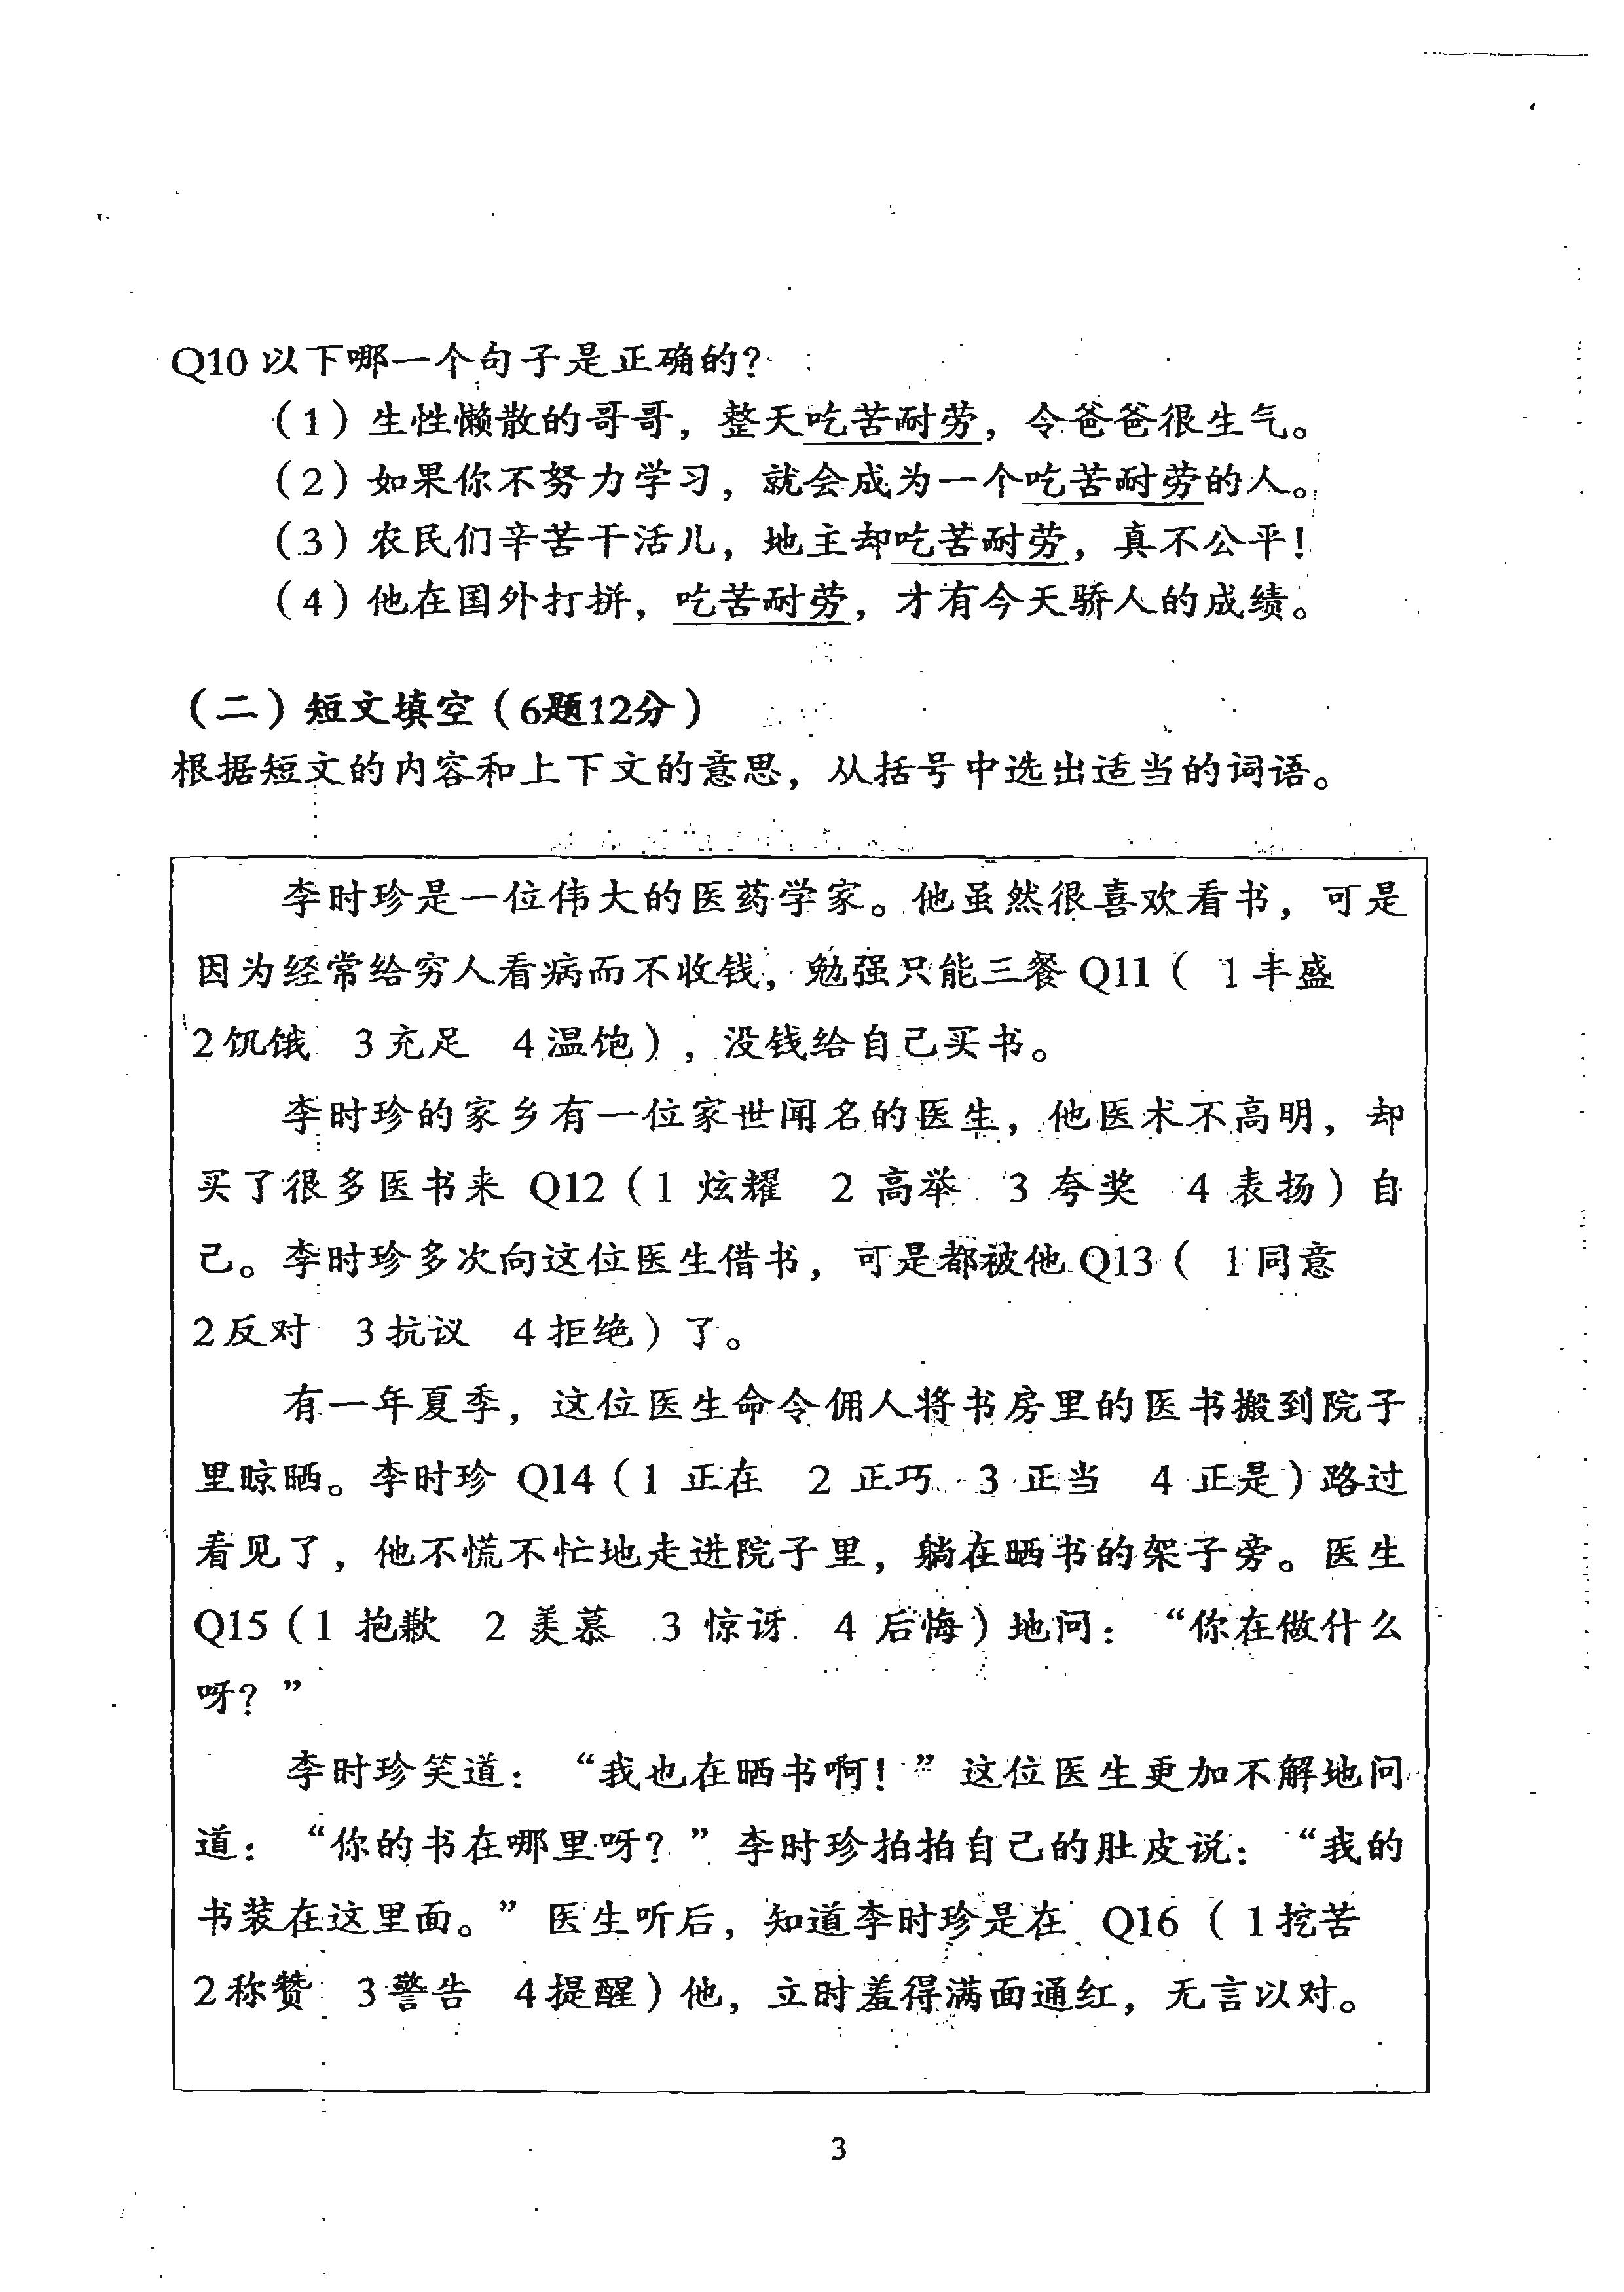 Q10 以下哪一个句子是正确的？
（1）生性懒散的哥哥，整天吃苦耐劳，令爸爸很生气。
（2）如果你不努力学习，就会成为一个吃苦耐劳的人。
（3）农民们辛苦干活儿，地主却吃苦耐劳，真不公平！
（4）他在国外打拼，吃苦耐劳，才有今天骄人的成绩。
（二）短文填空（6题12分）
根据短文的内容和上下文的意思，从括号中选出适当的词语。
李时珍是一位伟大的医药学家。他虽然很喜欢看书，可是
因为经常给穷人看病而不收钱，勉强只能三餐 Q11（ 1丰盛
2饥饿 3充足 4温饱），没钱给自己买书。
李时珍的家乡有一位家世闻名的医生，他医术不高明，却
买了很多医书来 Q12（1 炫耀 2 高举 3 夸奖 4 表扬）自
己。李时珍多次向这位医生借书，可是都被他 Q13（ 1同意
2反对 3抗议 4拒绝）了。
有一年夏季，这位医生命令佣人将书房里的医书搬到院子
里晾晒。李时珍 Q14（1 正在 2 正巧 3 正当 4 正是）路过
看见了，他不慌不忙地走进院子里，躺在晒书的架子旁。医生
Q15（1 抱歉 2 羡慕 3 惊讶 4 后悔）地问：“你在做什么
呀？”
李时珍笑道：“我也在晒书啊！”这位医生更加不解地问
道：“你的书在哪里呀？”李时珍拍拍自己的肚皮说：“我的
书装在这里面。”医生听后，知道李时珍是在 Q16（ 1挖苦
2称赞 3警告 4提醒）他，立时羞得满面通红，无言以对。
3